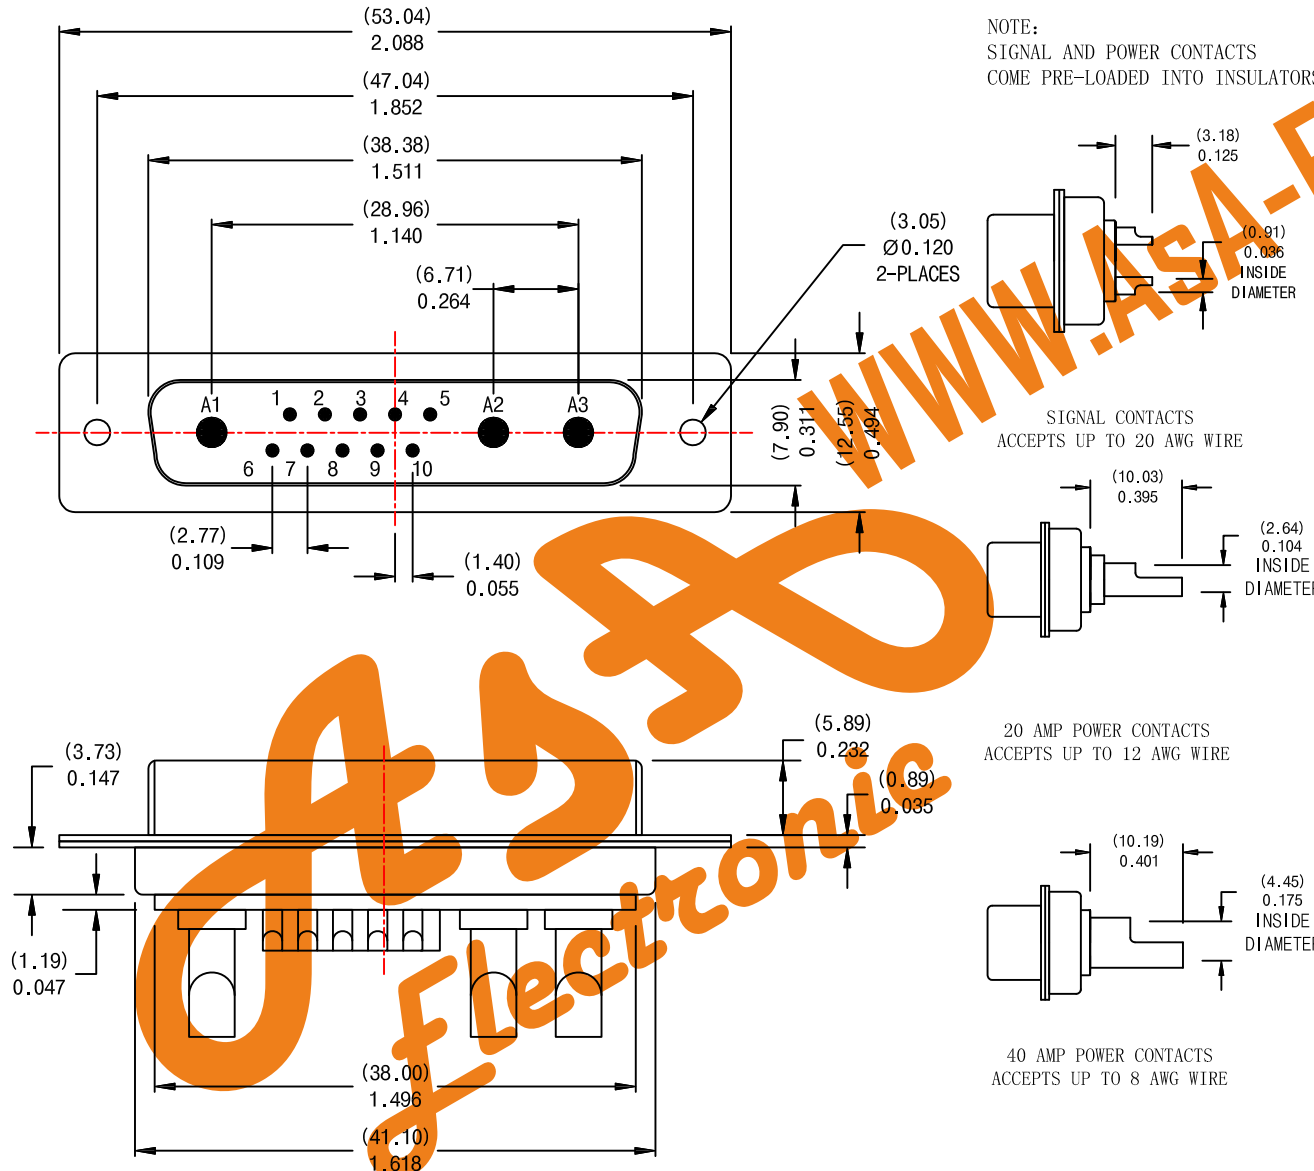 (53.04)
2.088
(47.04)
1.852
(38.38)
1.511
(28.96)
1.140
(6.71)
0.264
(3.05)
Ø0.120
2-PLACES
A1 1 2 3 4 5 A2 A3
6 7 8 9 10
(7.90)
0.311
(12.55)
0.494
(2.77)
0.109
(1.40)
0.055
NOTE:
SIGNAL AND POWER CONTACTS
COME PRE-LOADED INTO INSULATORS
(3.18)
0.125
(0.91)
0.036
INSIDE
DIAMETER
SIGNAL CONTACTS
ACCEPTS UP TO 20 AWG WIRE
(10.03)
0.395
(2.64)
0.104
INSIDE
DIAMETER
20 AMP POWER CONTACTS
ACCEPTS UP TO 12 AWG WIRE
(10.19)
0.401
(4.45)
0.175
INSIDE
DIAMETER
40 AMP POWER CONTACTS
ACCEPTS UP TO 8 AWG WIRE
(3.73)
0.147
(5.89)
0.232
(0.89)
0.035
(1.19)
0.047
(38.00)
1.496
(41.10)
1.618
WWW.ASA-
Electronic